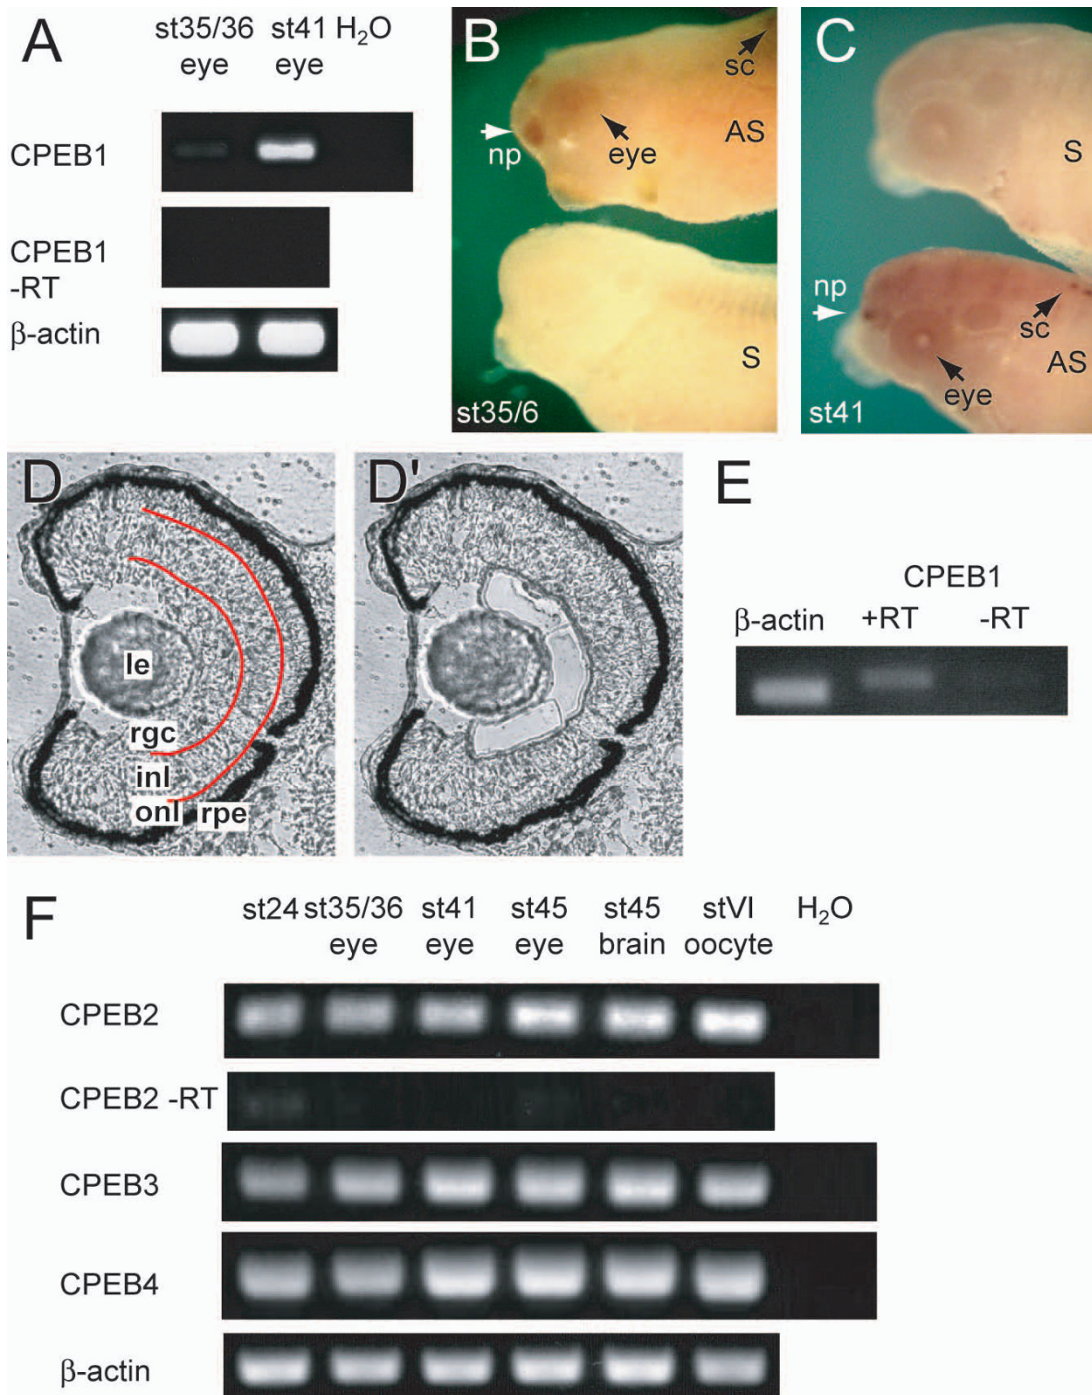 A
st35/36 st41 H₂O
eye eye
CPEB1
CPEB1
-RT
β-actin
B
sc
AS
np
eye
S
st35/6
C
S
np
sc
AS
eye
st41
D
le
rgc
inl
onl rpe
D'
E
CPEB1
β-actin +RT -RT
F
st24 st35/36 st41 st45 st45 stVI H₂O
eye eye eye brain oocyte
CPEB2
CPEB2 -RT
CPEB3
CPEB4
β-actin